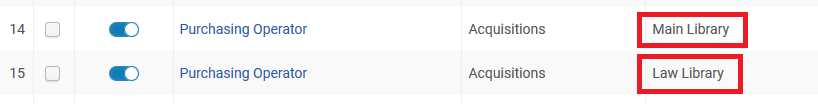 14 Purchasing Operator Acquisitions Main Library
15 Purchasing Operator Acquisitions Law Library